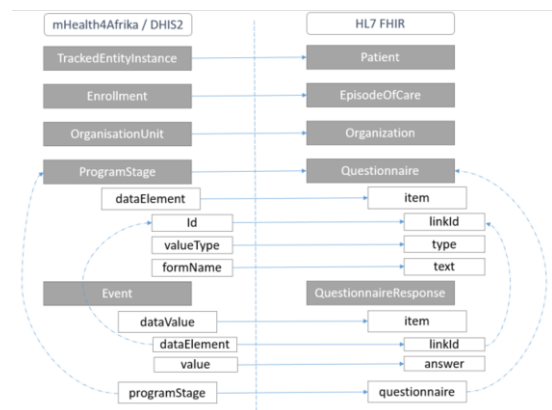 mHealth4Afrika / DHIS2
HL7 FHIR
TrackedEntityInstance
Patient
Enrollment
EpisodeOfCare
OrganisationUnit
Organization
ProgramStage
Questionnaire
dataElement
item
Id
linkId
valueType
type
formName
text
Event
QuestionnaireResponse
dataValue
item
dataElement
linkId
value
answer
programStage
questionnaire